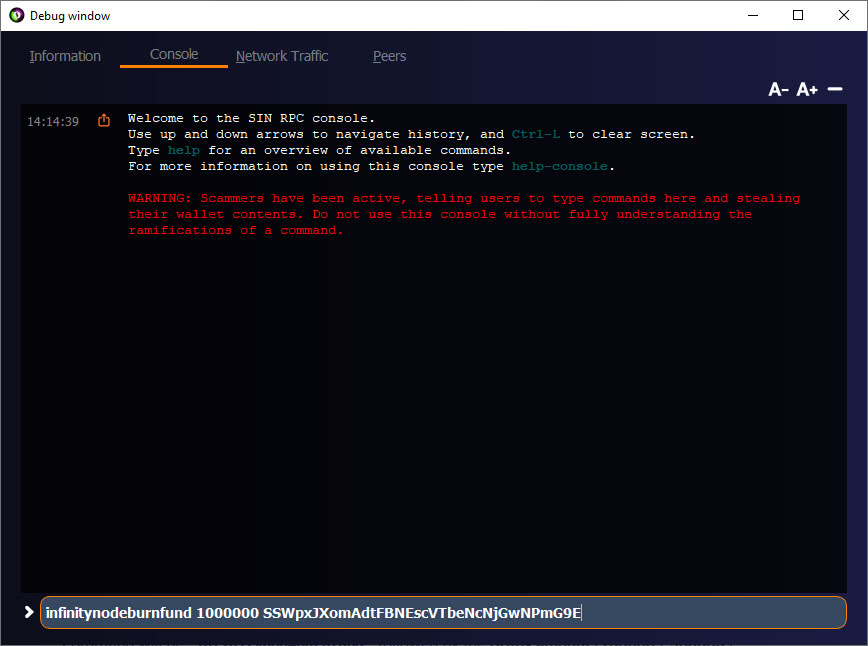 Debug window
Information Console Network Traffic Peers
A- A+
14:14:39 Welcome to the SIN RPC console.
Use up and down arrows to navigate history, and Ctrl-L to clear screen.
Type help for an overview of available commands.
For more information on using this console type help-console.
WARNING: Scammers have been active, telling users to type commands here and stealing
their wallet contents. Do not use this console without fully understanding the
ramifications of a command.
infinitynodeburnfund 1000000 SSWpxJXomAdtFBNEscVTbeNcNjGwNPmG9E